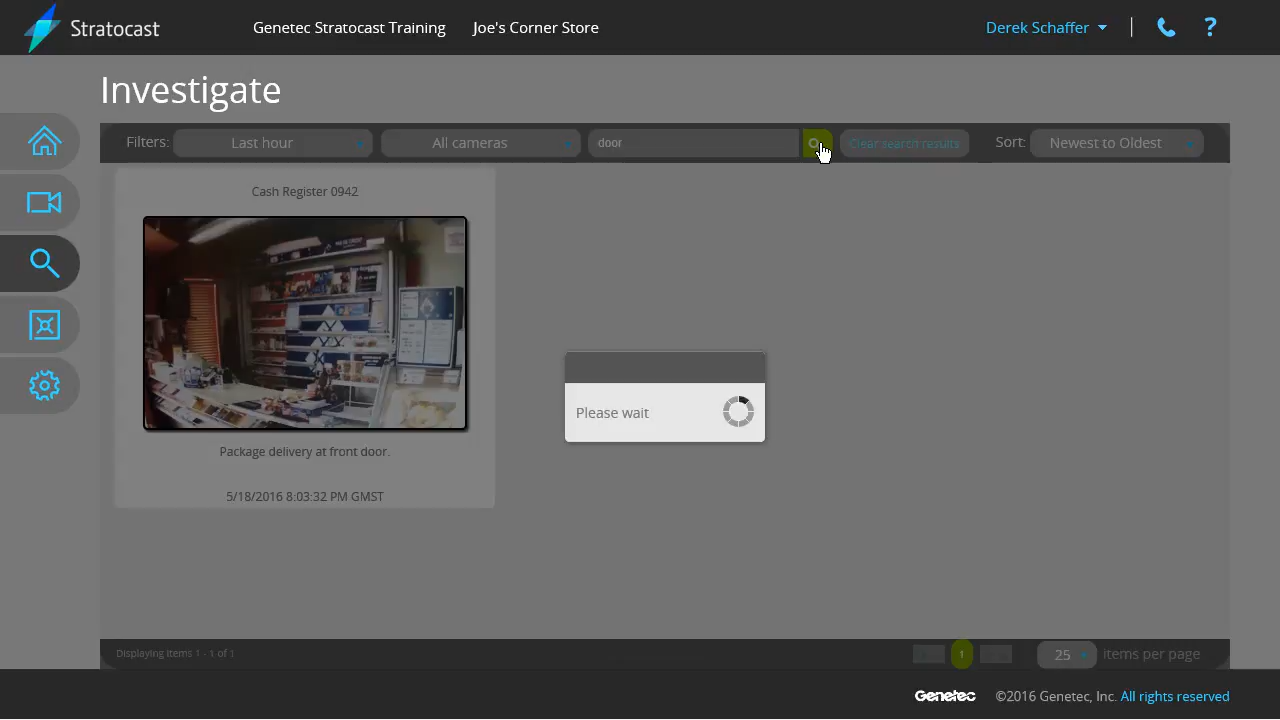 Stratocast
Genetec Stratocast Training
Joe's Corner Store
Derek Schaffer
?
Investigate
Filters:
Last hour
All cameras
door
Clear search results
Sort:
Newest to Oldest
Cash Register 0942
Package delivery at front door.
5/18/2016 8:03:32 PM GMST
Please wait
Displaying items 1 - 1 of 1
1
25
items per page
Genetec
©2016 Genetec, Inc. All rights reserved